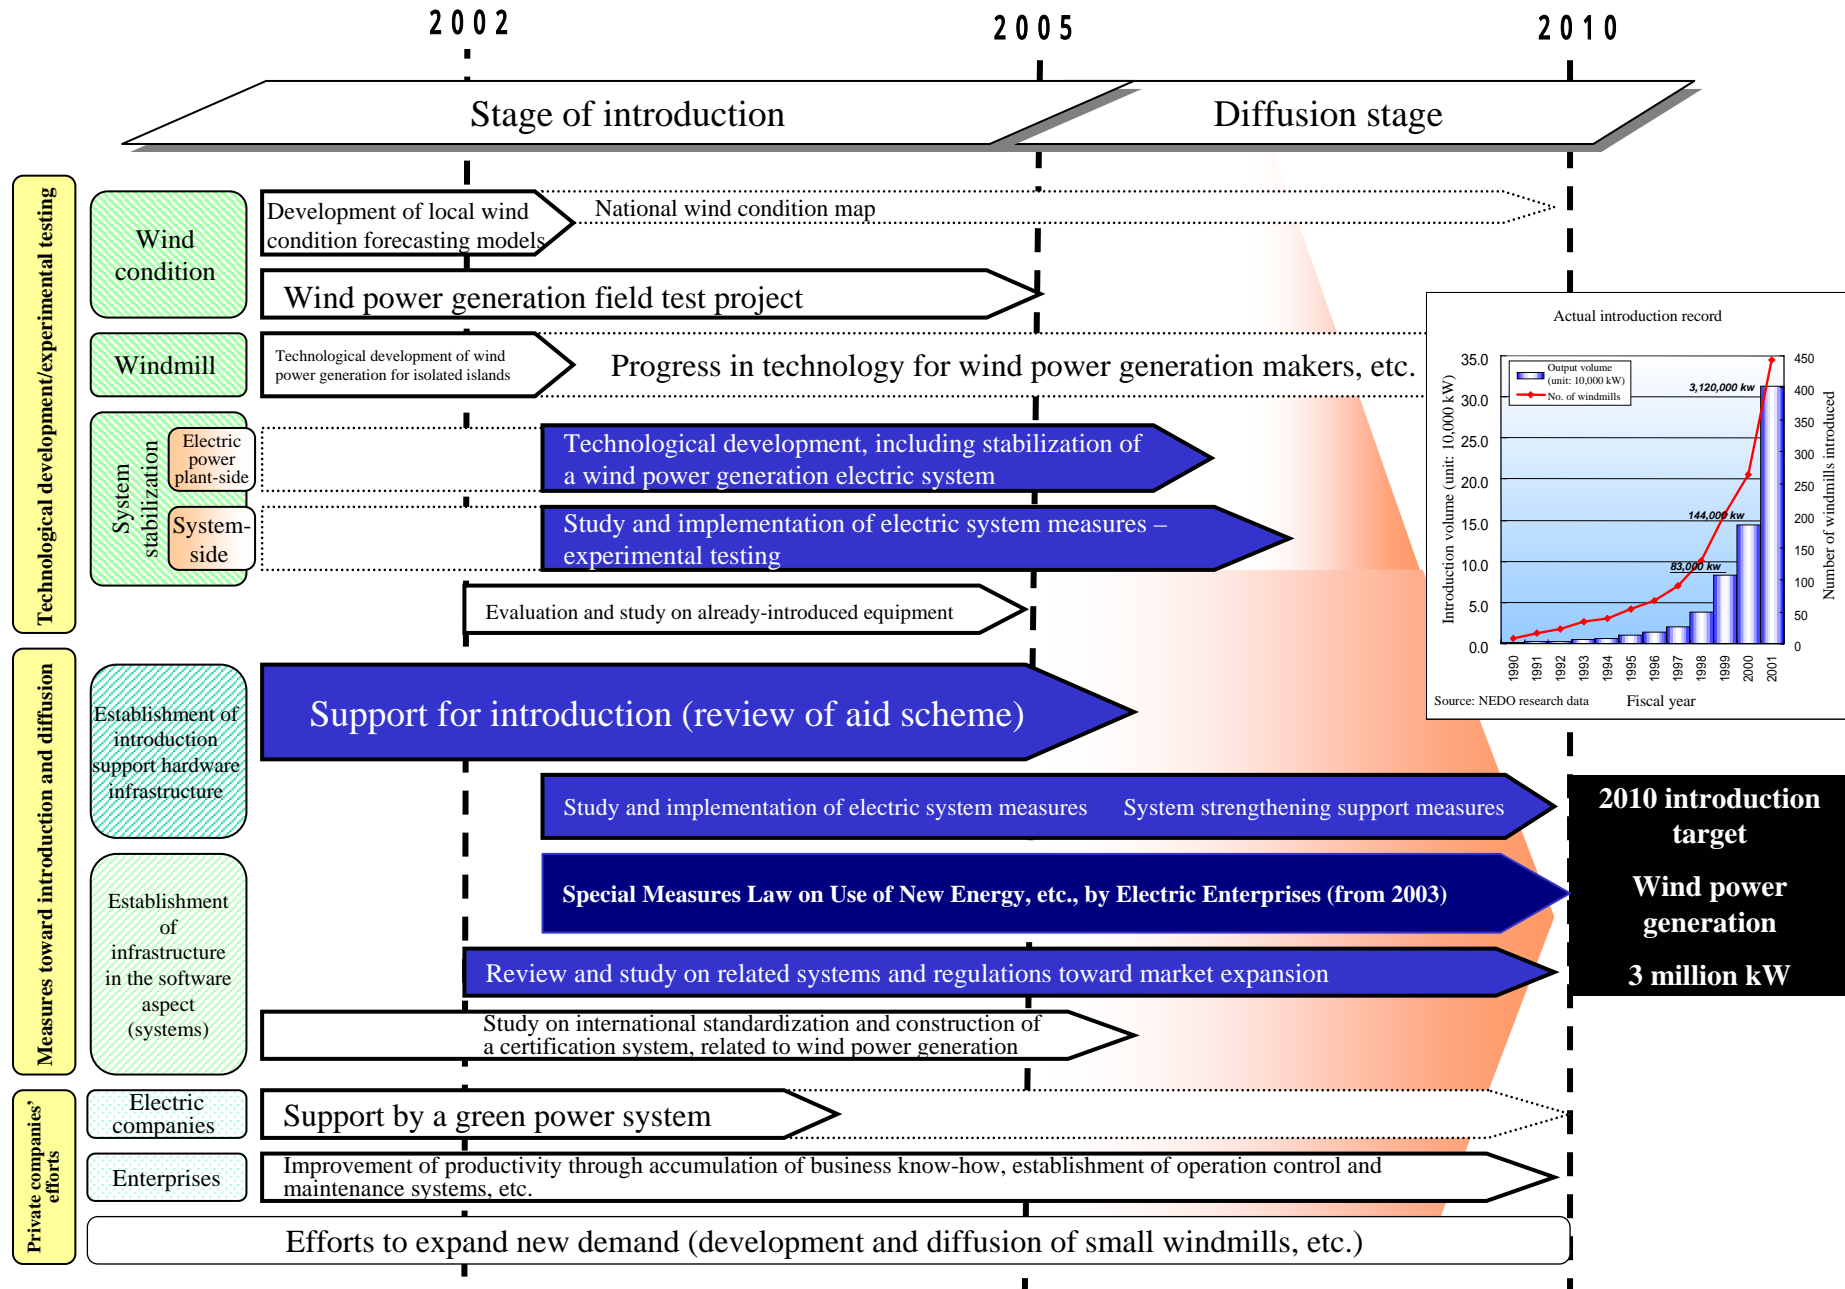 2002
2005
2010
Stage of introduction
Diffusion stage
Technological development/experimental testing
Wind
condition
Development of local wind
condition forecasting models
National wind condition map
Wind power generation field test project
Windmill
Technological development of wind
power generation for isolated islands
Progress in technology for wind power generation makers, etc.
System
stabilization
Electric
power
plant-side
Technological development, including stabilization of
a wind power generation electric system
System-
side
Study and implementation of electric system measures –
experimental testing
Evaluation and study on already-introduced equipment
Actual introduction record
Introduction volume (unit: 10,000 kW)
35.0
30.0
25.0
20.0
15.0
10.0
5.0
0.0
Output volume
(unit: 10,000 kW)
No. of windmills
3,120,000 kw
144,000 kw
83,000 kw
450
400
350
300
250
200
150
100
50
0
Number of windmills introduced
1990
1991
1992
1993
1994
1995
1996
1997
1998
1999
2000
2001
Source: NEDO research data
Fiscal year
Measures toward introduction and diffusion
Establishment of
introduction
support hardware
infrastructure
Support for introduction (review of aid scheme)
Study and implementation of electric system measures
System strengthening support measures
Establishment
of
infrastructure
in the software
aspect
(systems)
Special Measures Law on Use of New Energy, etc., by Electric Enterprises (from 2003)
Review and study on related systems and regulations toward market expansion
Study on international standardization and construction of
a certification system, related to wind power generation
2010 introduction
target
Wind power
generation
3 million kW
Private companies'
efforts
Electric
companies
Support by a green power system
Enterprises
Improvement of productivity through accumulation of business know-how, establishment of operation control and
maintenance systems, etc.
Efforts to expand new demand (development and diffusion of small windmills, etc.)